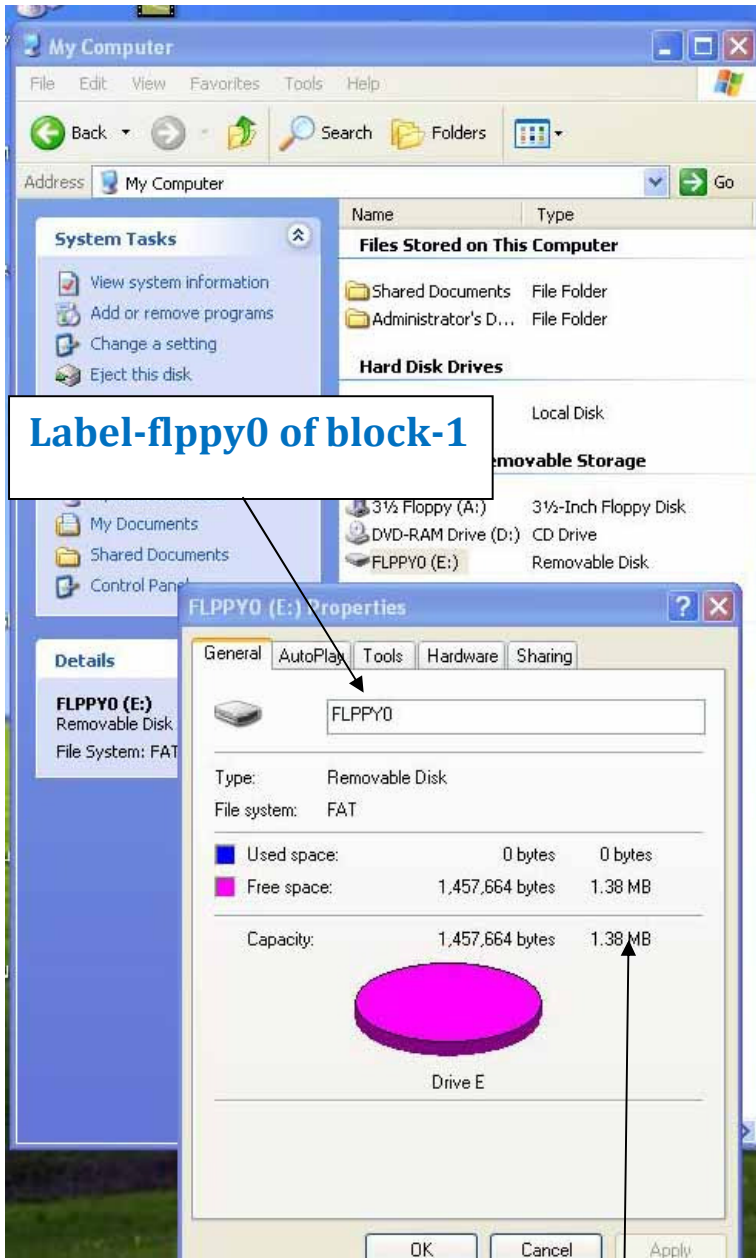 My Computer
File Edit View Favorites Tools Help
Back Search Folders
Address My Computer Go
Name Type
System Tasks
View system information
Add or remove programs
Change a setting
Eject this disk
My Documents
Shared Documents
Control Panel
Details
FLPPY0 (E:)
Removable Disk
File System: FAT
Files Stored on This Computer
Shared Documents File Folder
Administrator's D... File Folder
Hard Disk Drives
Local Disk
Storage
3½ Floppy (A:) 3½-Inch Floppy Disk
DVD-RAM Drive (D:) CD Drive
FLPPY0 (E:) Removable Disk
Label-flppy0 of block-1
FLPPY0 (E:) Properties
General AutoPlay Tools Hardware Sharing
FLPPY0
Type: Removable Disk
File system: FAT
Used space: 0 bytes 0 bytes
Free space: 1,457,664 bytes 1.38 MB
Capacity: 1,457,664 bytes 1.38 MB
Drive E
OK Cancel Apply